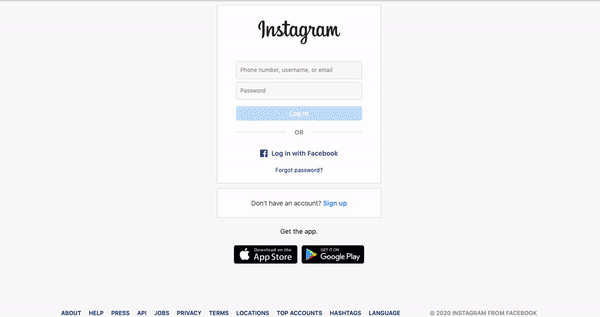 Instagram
Phone number, username, or email
Password
Log In
OR
Log in with Facebook
Forgot password?
Don't have an account? Sign up
Get the app.
Download on the App Store
GET IT ON Google Play
ABOUT HELP PRESS API JOBS PRIVACY TERMS LOCATIONS TOP ACCOUNTS HASHTAGS LANGUAGE © 2020 INSTAGRAM FROM FACEBOOK